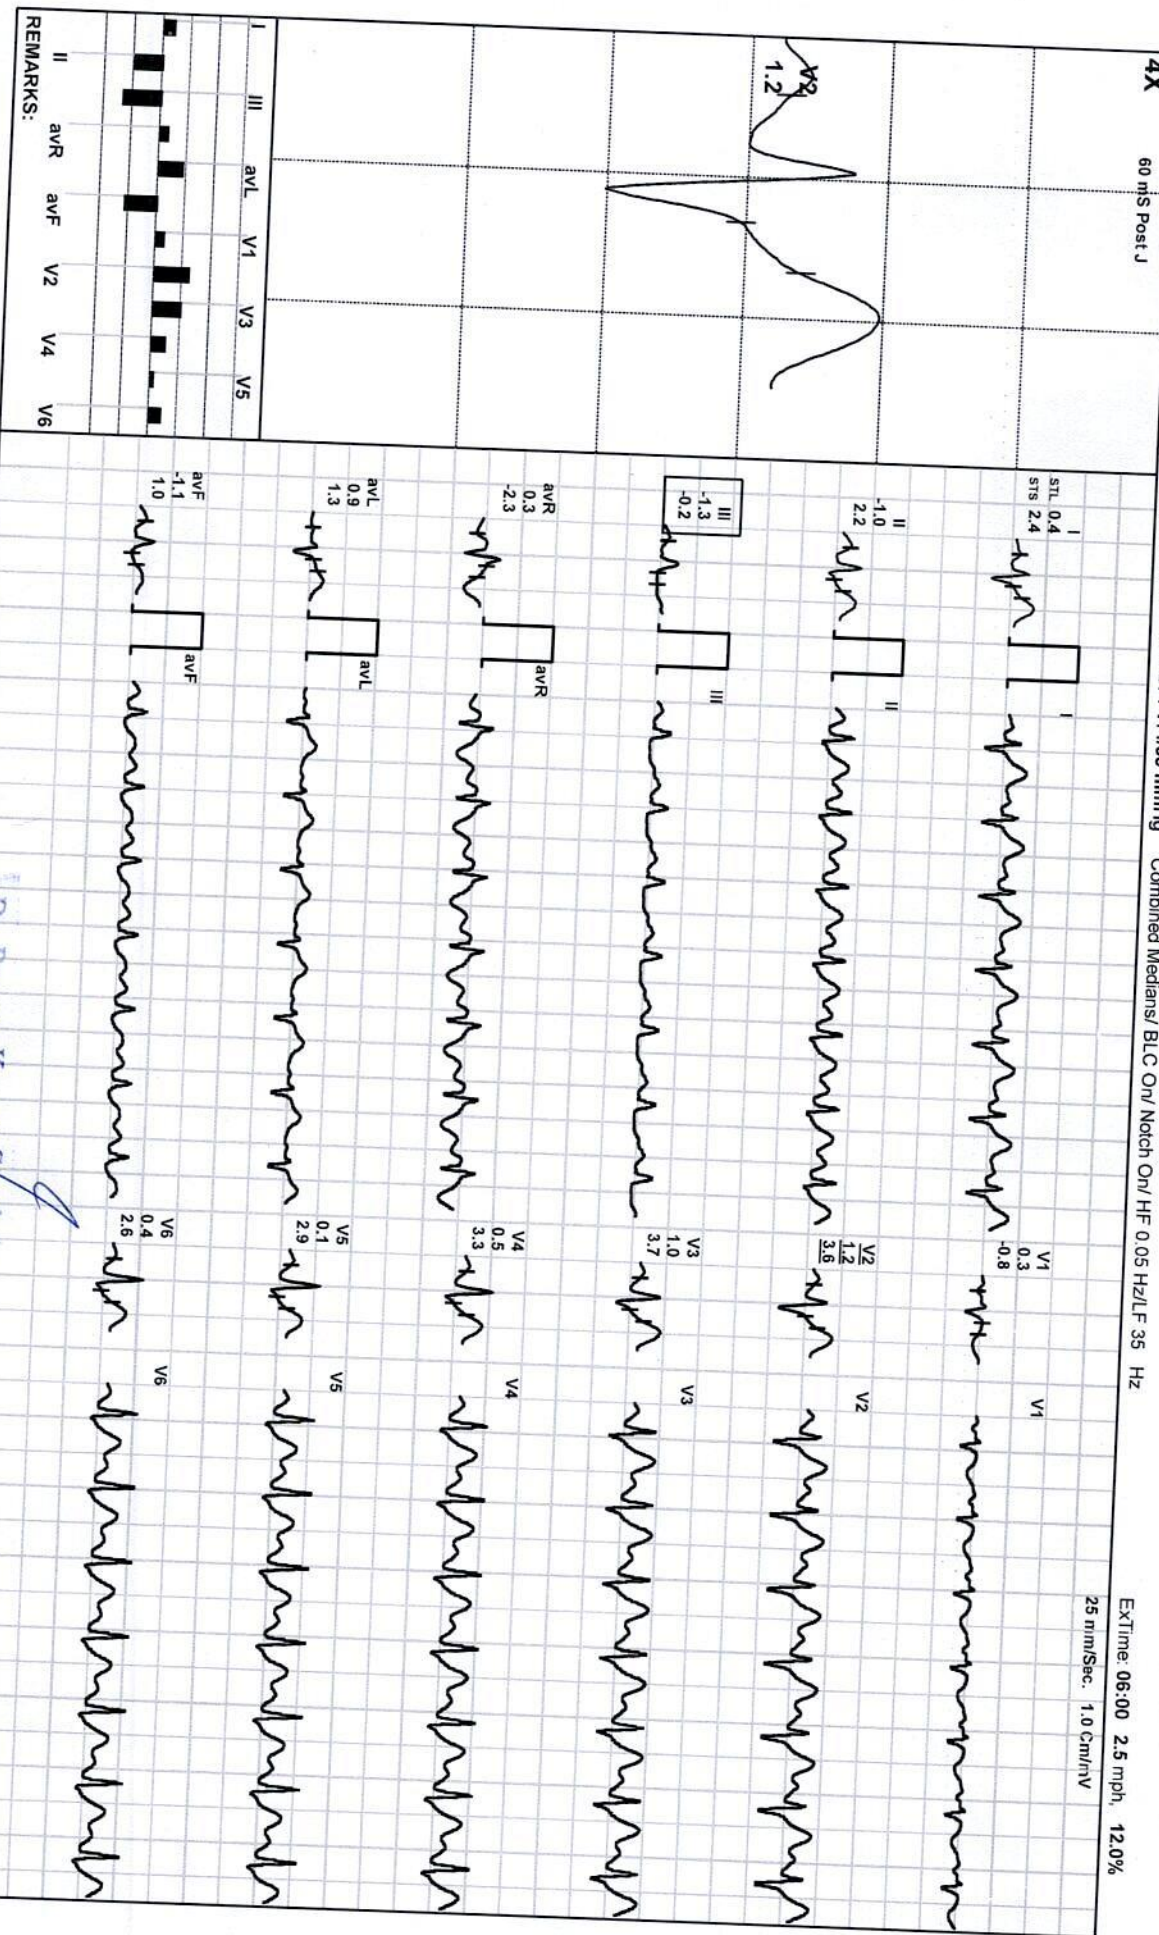 4X
60 mS Post J
Combined Medians/ BLC On/ Notch On/ HF 0.05 Hz/LF 35 Hz
ExTime: 06:00 2.5 mph, 12.0%
25 mm/Sec. 1.0 Cm/mV
V2
1.2
I
STL 0.4
STS 2.4
I
V1
0.3
-0.8
V1
II
-1.0
2.2
II
V2
1.2
3.6
V2
III
-1.3
-0.2
III
V3
1.0
3.7
V3
avR
0.3
-2.3
avR
V4
0.5
3.3
V4
avL
0.9
1.3
avL
V5
0.1
2.9
V5
avF
-1.1
1.0
avF
V6
0.4
2.6
V6
I III avL V1 V3 V5
II avR avF V2 V4 V6
REMARKS: